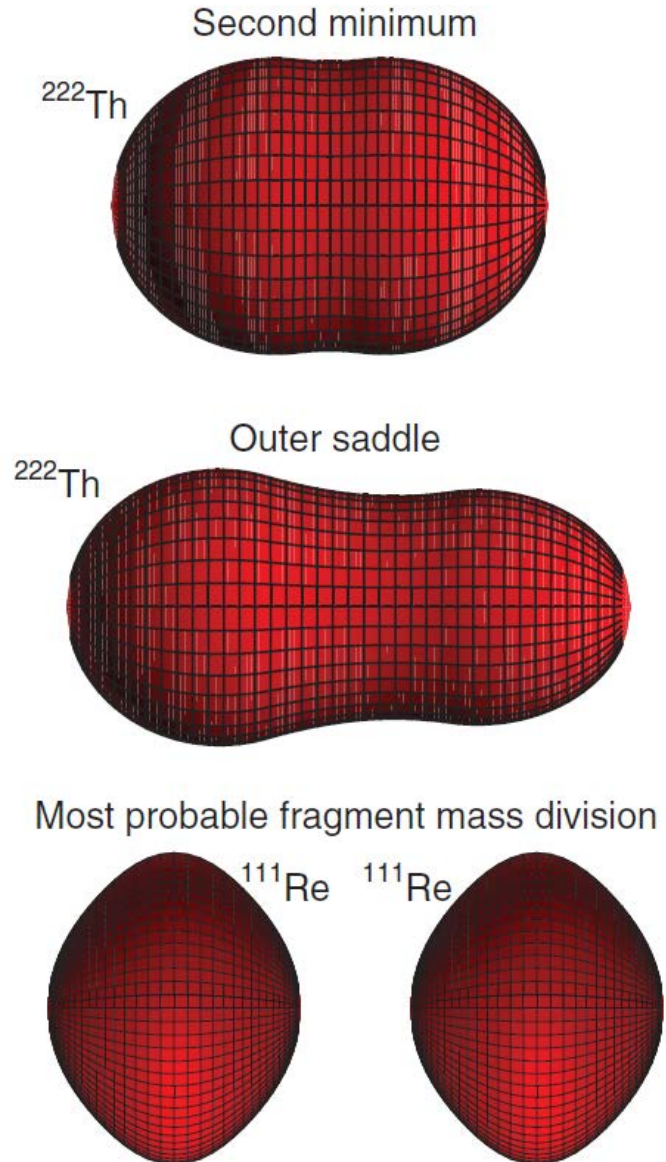 Second minimum
²²²Th
Outer saddle
²²²Th
Most probable fragment mass division
¹¹¹Re ¹¹¹Re